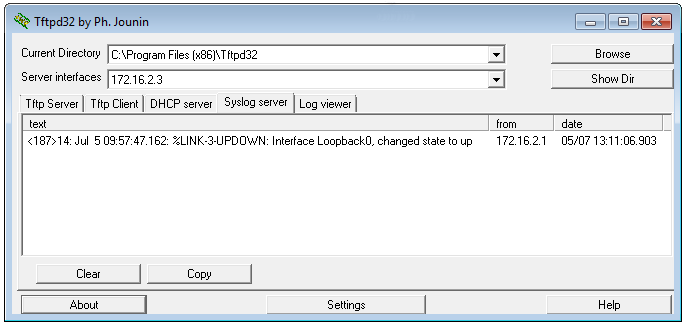 Tftpd32 by Ph. Jounin
Current Directory C:\Program Files (x86)\Tftpd32 Browse
Server interfaces 172.16.2.3 Show Dir
Tftp Server Tftp Client DHCP server Syslog server Log viewer
text from date
<187>14: Jul  5 09:57:47.162: %LINK-3-UPDOWN: Interface Loopback0, changed state to up 172.16.2.1 05/07 13:11:06.903
Clear Copy
About Settings Help